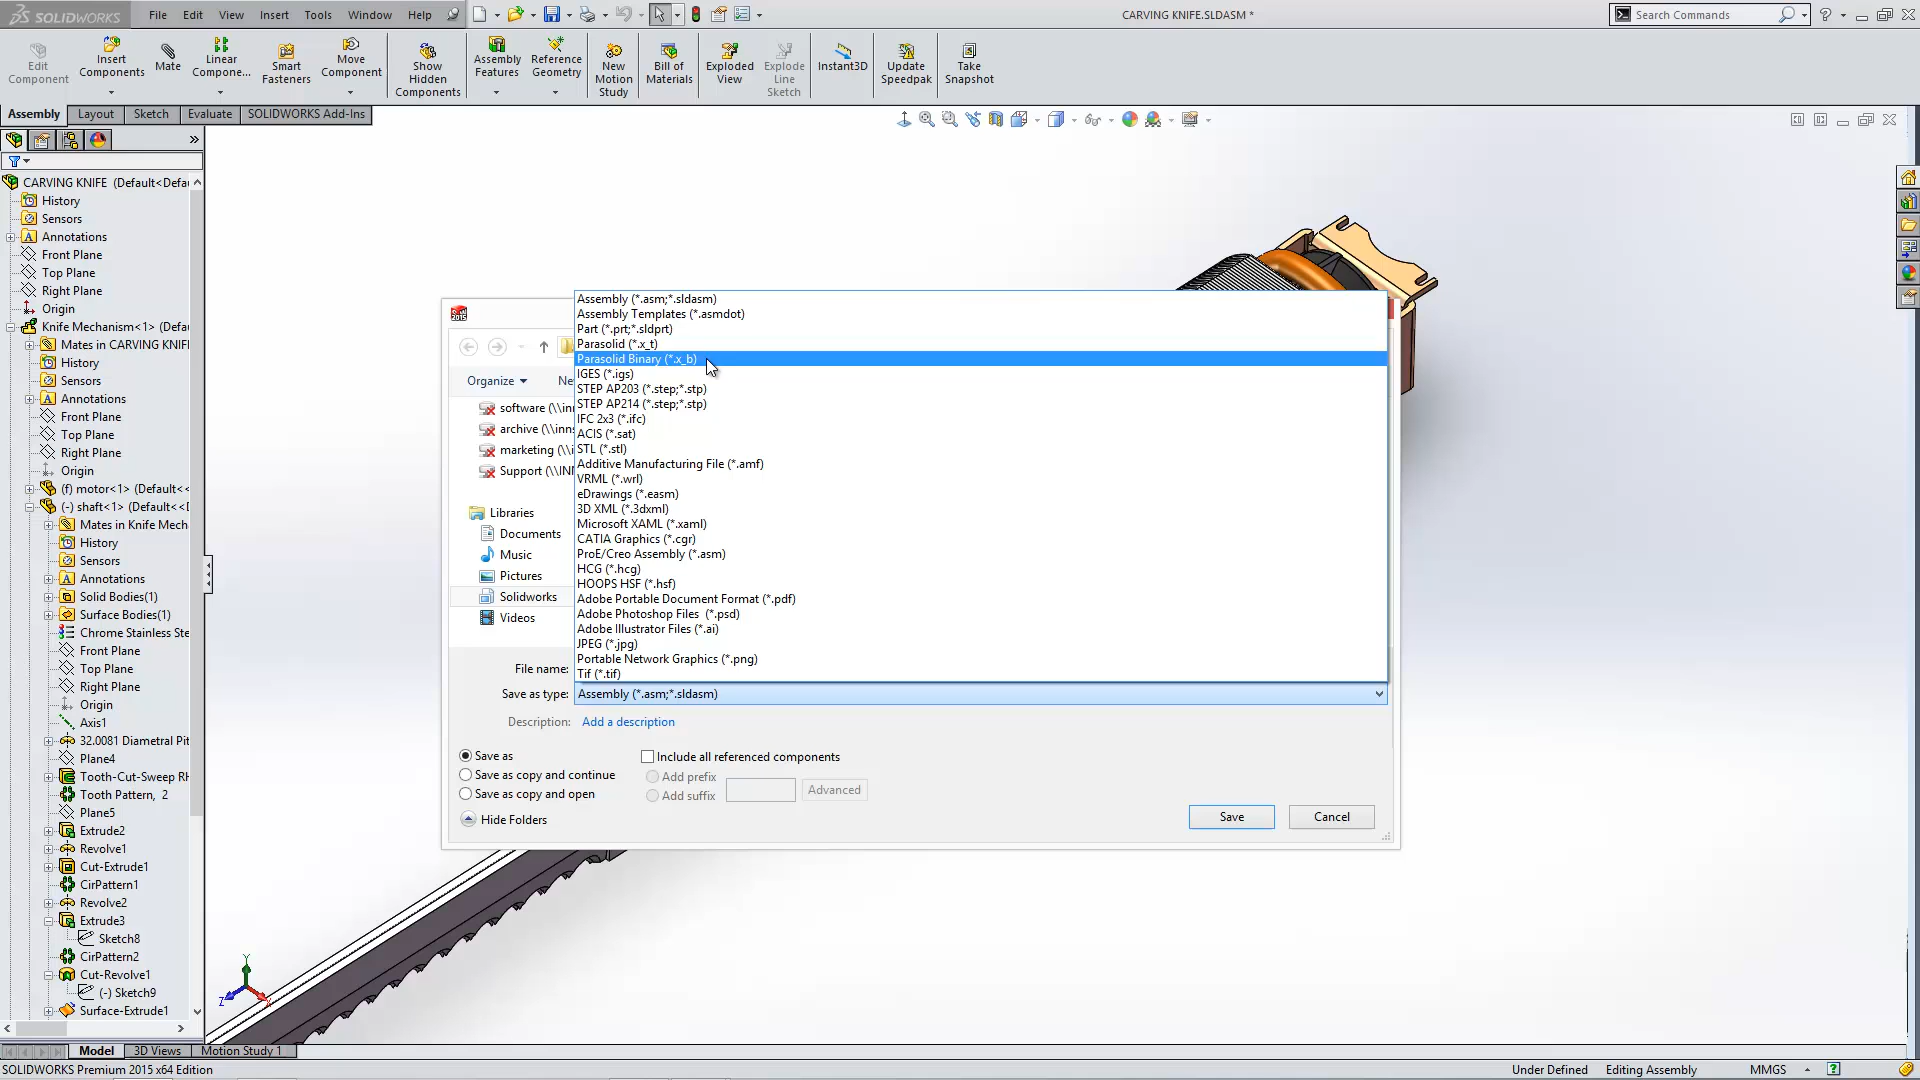 SOLIDWORKS
File Edit View Insert Tools Window Help
CARVING KNIFE.SLDASM *
Search Commands
Edit Component
Insert Components
Mate
Linear Compone...
Smart Fasteners
Move Component
Show Hidden Components
Assembly Features
Reference Geometry
New Motion Study
Bill of Materials
Exploded View
Explode Line Sketch
Instant3D
Update Speedpak
Take Snapshot
Assembly Layout Sketch Evaluate SOLIDWORKS Add-Ins
CARVING KNIFE (Default<Defa
History
Sensors
Annotations
Front Plane
Top Plane
Right Plane
Origin
Knife Mechanism<1> (Defa
Mates in CARVING KNIF
History
Sensors
Annotations
Front Plane
Top Plane
Right Plane
Origin
(f) motor<1> (Default<<
(-) shaft<1> (Default<<D
Mates in Knife Mech
History
Sensors
Annotations
Solid Bodies(1)
Surface Bodies(1)
Chrome Stainless Ste
Front Plane
Top Plane
Right Plane
Origin
Axis1
32.0081 Diametral Pit
Plane4
Tooth-Cut-Sweep RH
Tooth Pattern, 2
Plane5
Extrude2
Revolve1
Cut-Extrude1
CirPattern1
Revolve2
Extrude3
Sketch8
CirPattern2
Cut-Revolve1
(-) Sketch9
Surface-Extrude1
2015
Organize
software (\\inn
archive (\\inns
marketing (\\i
Support (\\INI
Libraries
Documents
Music
Pictures
Solidworks
Videos
Assembly (*.asm;*.sldasm)
Assembly Templates (*.asmdot)
Part (*.prt;*.sldprt)
Parasolid (*.x_t)
Parasolid Binary (*.x_b)
IGES (*.igs)
STEP AP203 (*.step;*.stp)
STEP AP214 (*.step;*.stp)
IFC 2x3 (*.ifc)
ACIS (*.sat)
STL (*.stl)
Additive Manufacturing File (*.amf)
VRML (*.wrl)
eDrawings (*.easm)
3D XML (*.3dxml)
Microsoft XAML (*.xaml)
CATIA Graphics (*.cgr)
ProE/Creo Assembly (*.asm)
HCG (*.hcg)
HOOPS HSF (*.hsf)
Adobe Portable Document Format (*.pdf)
Adobe Photoshop Files (*.psd)
Adobe Illustrator Files (*.ai)
JPEG (*.jpg)
Portable Network Graphics (*.png)
Tif (*.tif)
File name:
Save as type: Assembly (*.asm;*.sldasm)
Description: Add a description
Save as
Save as copy and continue
Save as copy and open
Include all referenced components
Add prefix
Add suffix
Advanced
Hide Folders
Save
Cancel
Y
Z
Model 3D Views Motion Study 1
SOLIDWORKS Premium 2015 x64 Edition
Under Defined Editing Assembly MMGS